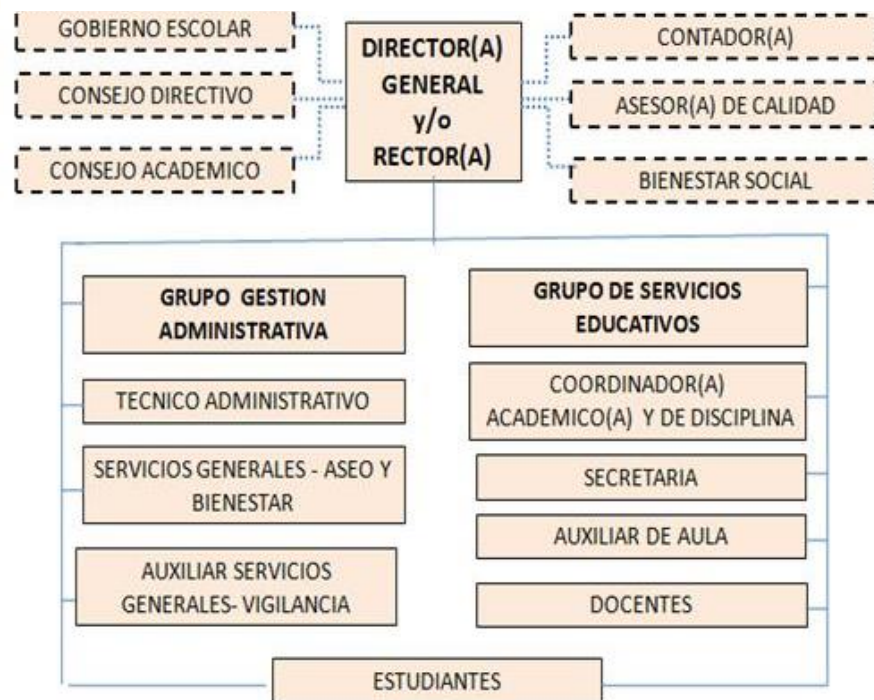 GOBIERNO ESCOLAR
CONSEJO DIRECTIVO
CONSEJO ACADEMICO
DIRECTOR(A)
GENERAL
y/o
RECTOR(A)
CONTADOR(A)
ASESOR(A) DE CALIDAD
BIENESTAR SOCIAL
GRUPO GESTION
ADMINISTRATIVA
TECNICO ADMINISTRATIVO
SERVICIOS GENERALES - ASEO Y
BIENESTAR
AUXILIAR SERVICIOS
GENERALES- VIGILANCIA
GRUPO DE SERVICIOS
EDUCATIVOS
COORDINADOR(A)
ACADEMICO(A) Y DE DISCIPLINA
SECRETARIA
AUXILIAR DE AULA
DOCENTES
ESTUDIANTES